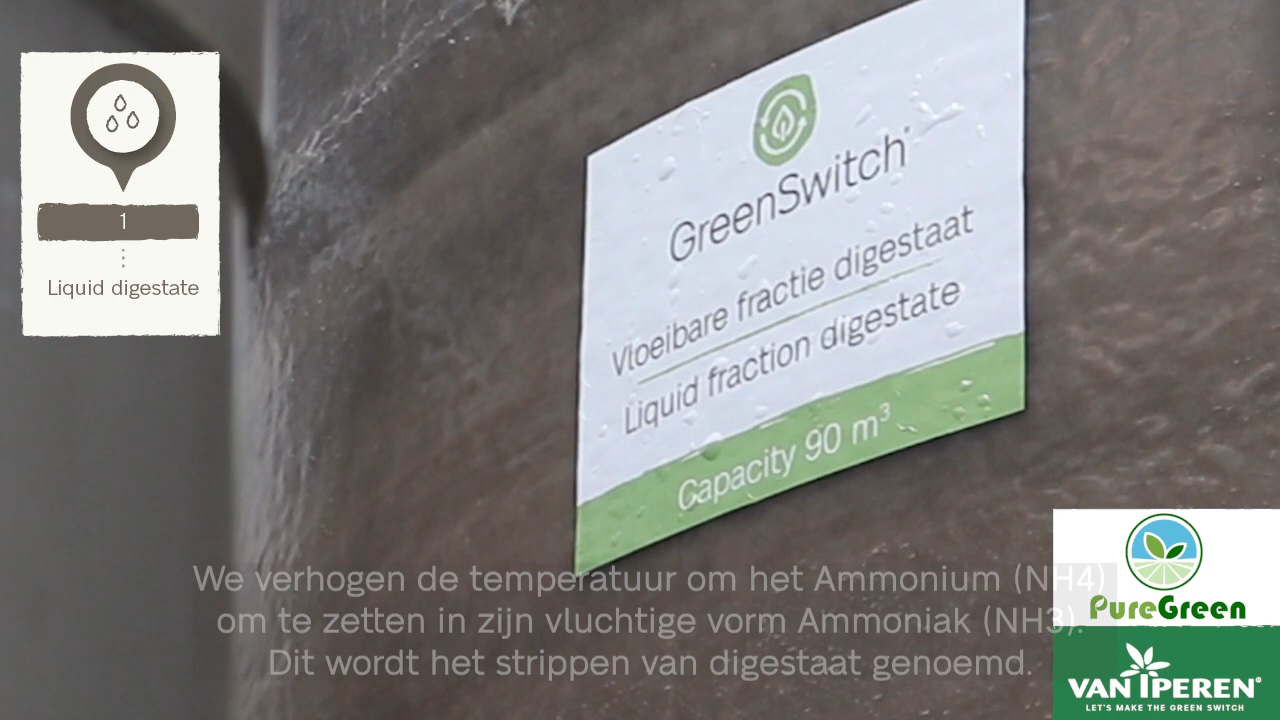 1
Liquid digestate
GreenSwitch®
Vloeibare fractie digestaat
Liquid fraction digestate
Capacity 90 m³
We verhogen de temperatuur om het Ammonium (NH4)
om te zetten in zijn vluchtige vorm Ammoniak (NH3).
Dit wordt het strippen van digestaat genoemd.
PureGreen
VAN IPEREN®
LET'S MAKE THE GREEN SWITCH